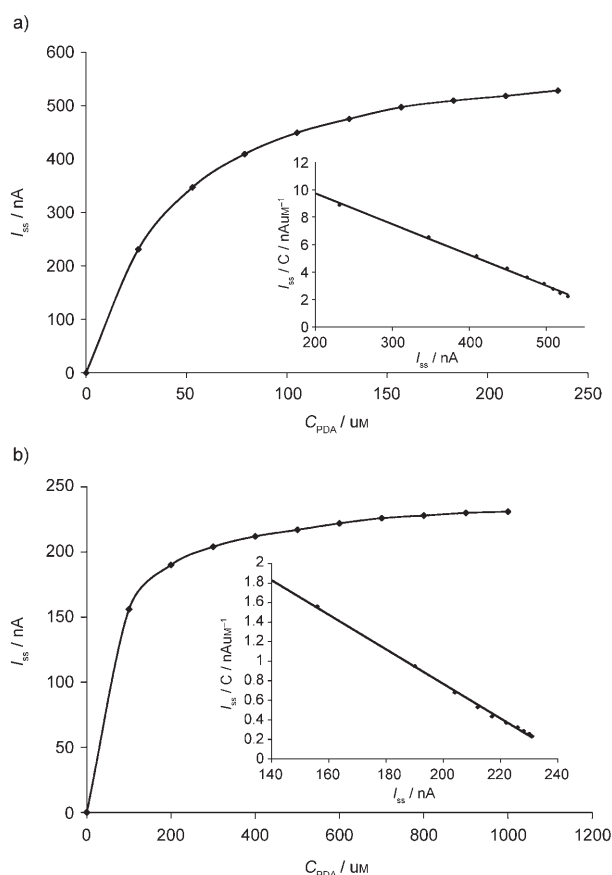 a)
600
500
400
300
200
100
0
I_ss / nA
0 50 100 150 200 250
C_PDA / uM
12
10
8
6
4
2
0
I_ss / C / nAuM⁻¹
200 300 400 500
I_ss / nA
b)
250
200
150
100
50
0
I_ss / nA
0 200 400 600 800 1000 1200
C_PDA / uM
2
1.8
1.6
1.4
1.2
1
0.8
0.6
0.4
0.2
0
I_ss / C / nAuM⁻¹
140 160 180 200 220 240
I_ss / nA